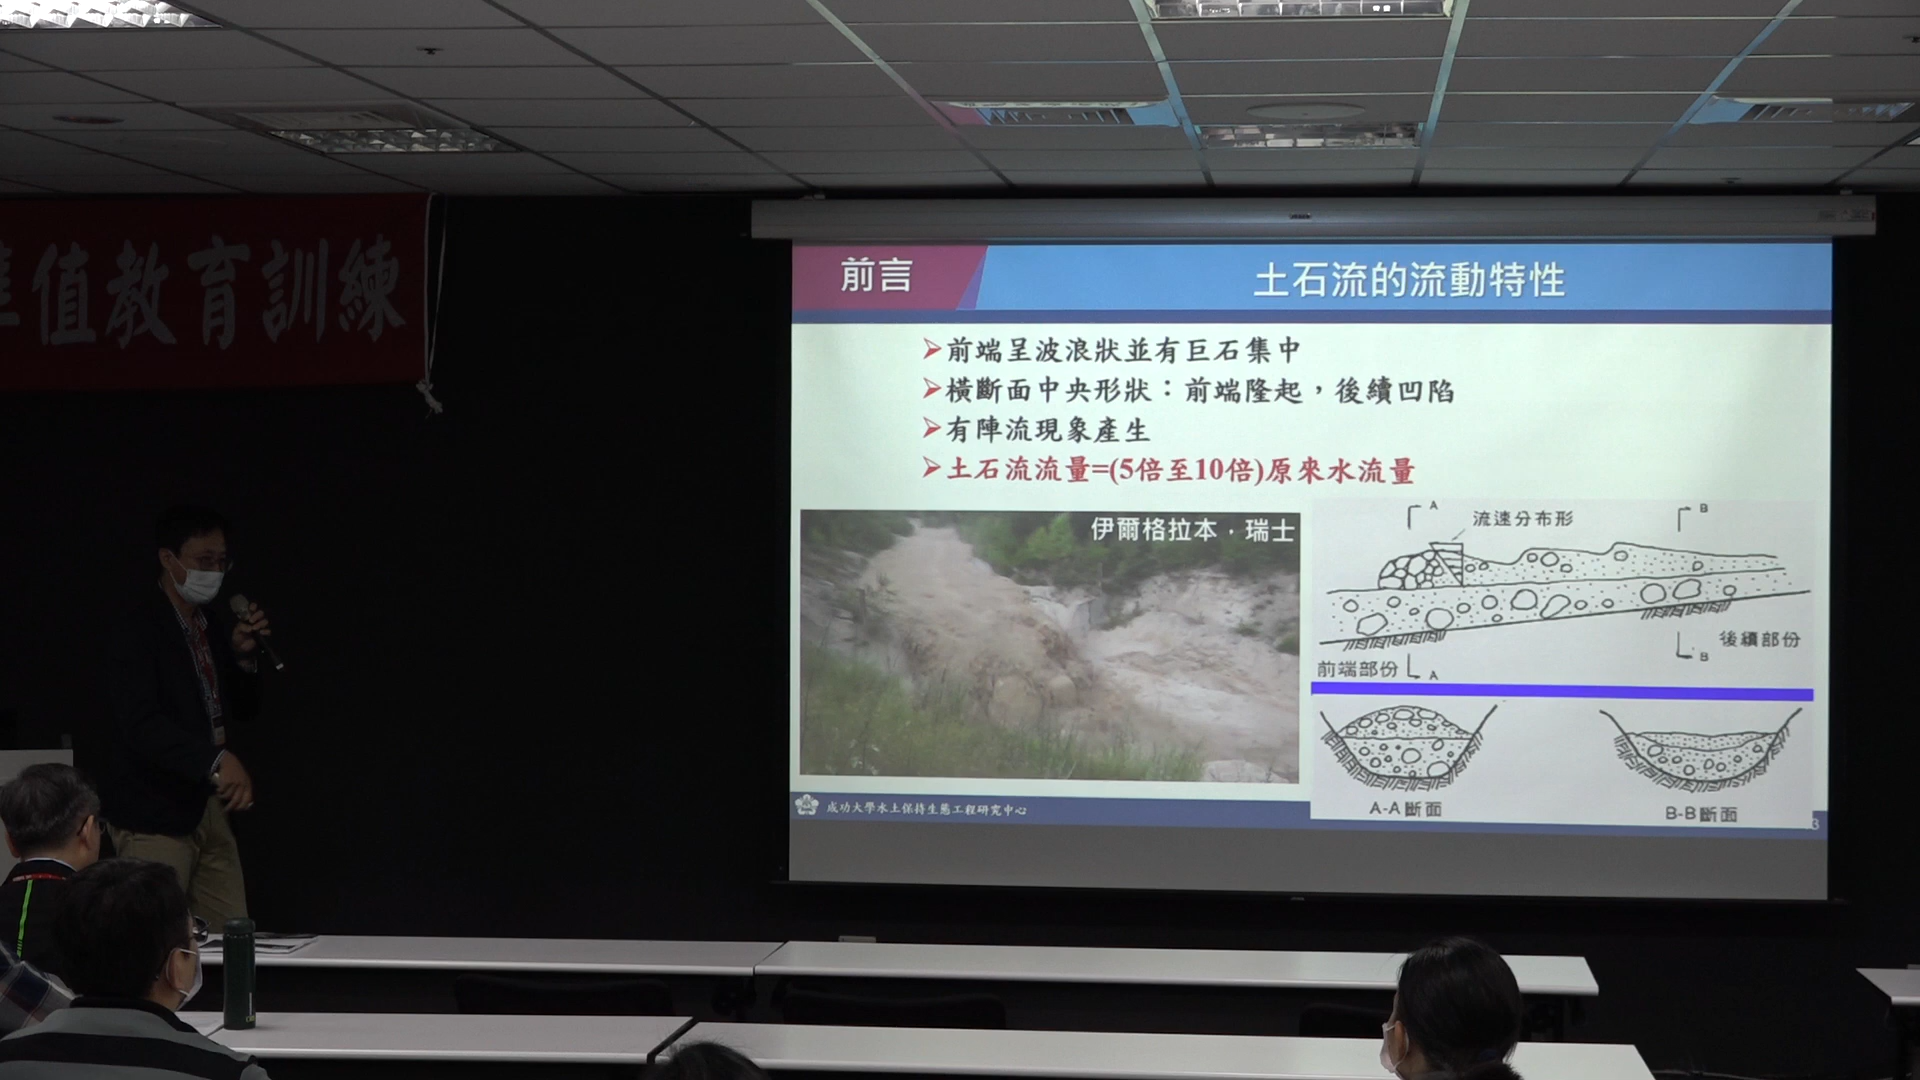 值教育訓練
前言
土石流的流動特性
➢前端呈波浪狀並有巨石集中
➢橫斷面中央形狀：前端隆起，後續凹陷
➢有陣流現象產生
➢土石流流量=(5倍至10倍)原來水流量
伊爾格拉本．瑞士
A
流速分布形
B
前端部份
A
B
後續部份
A-A斷面
B-B斷面
成功大學水土保持生態工程研究中心
3